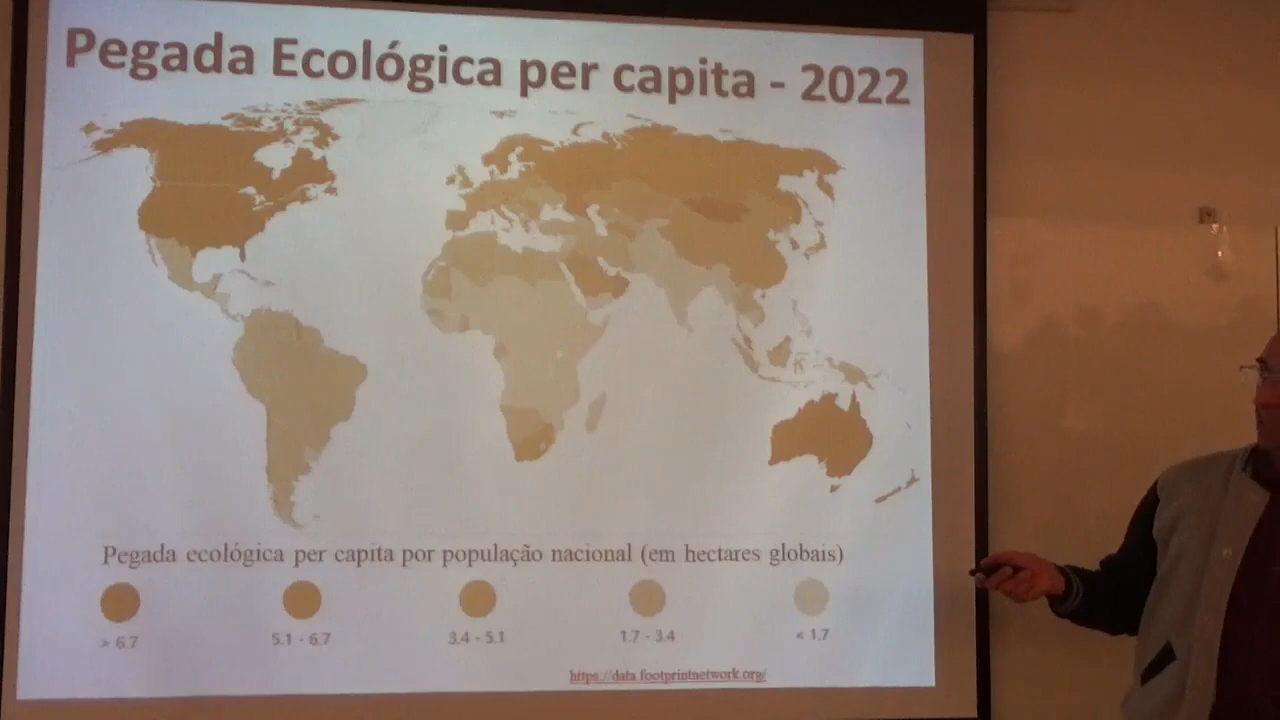 Pegada Ecológica per capita - 2022
Pegada ecológica per capita por população nacional (em hectares globais)
> 6.7
5.1 - 6.7
3.4 - 5.1
1.7 - 3.4
< 1.7
https://data.footprintnetwork.org/